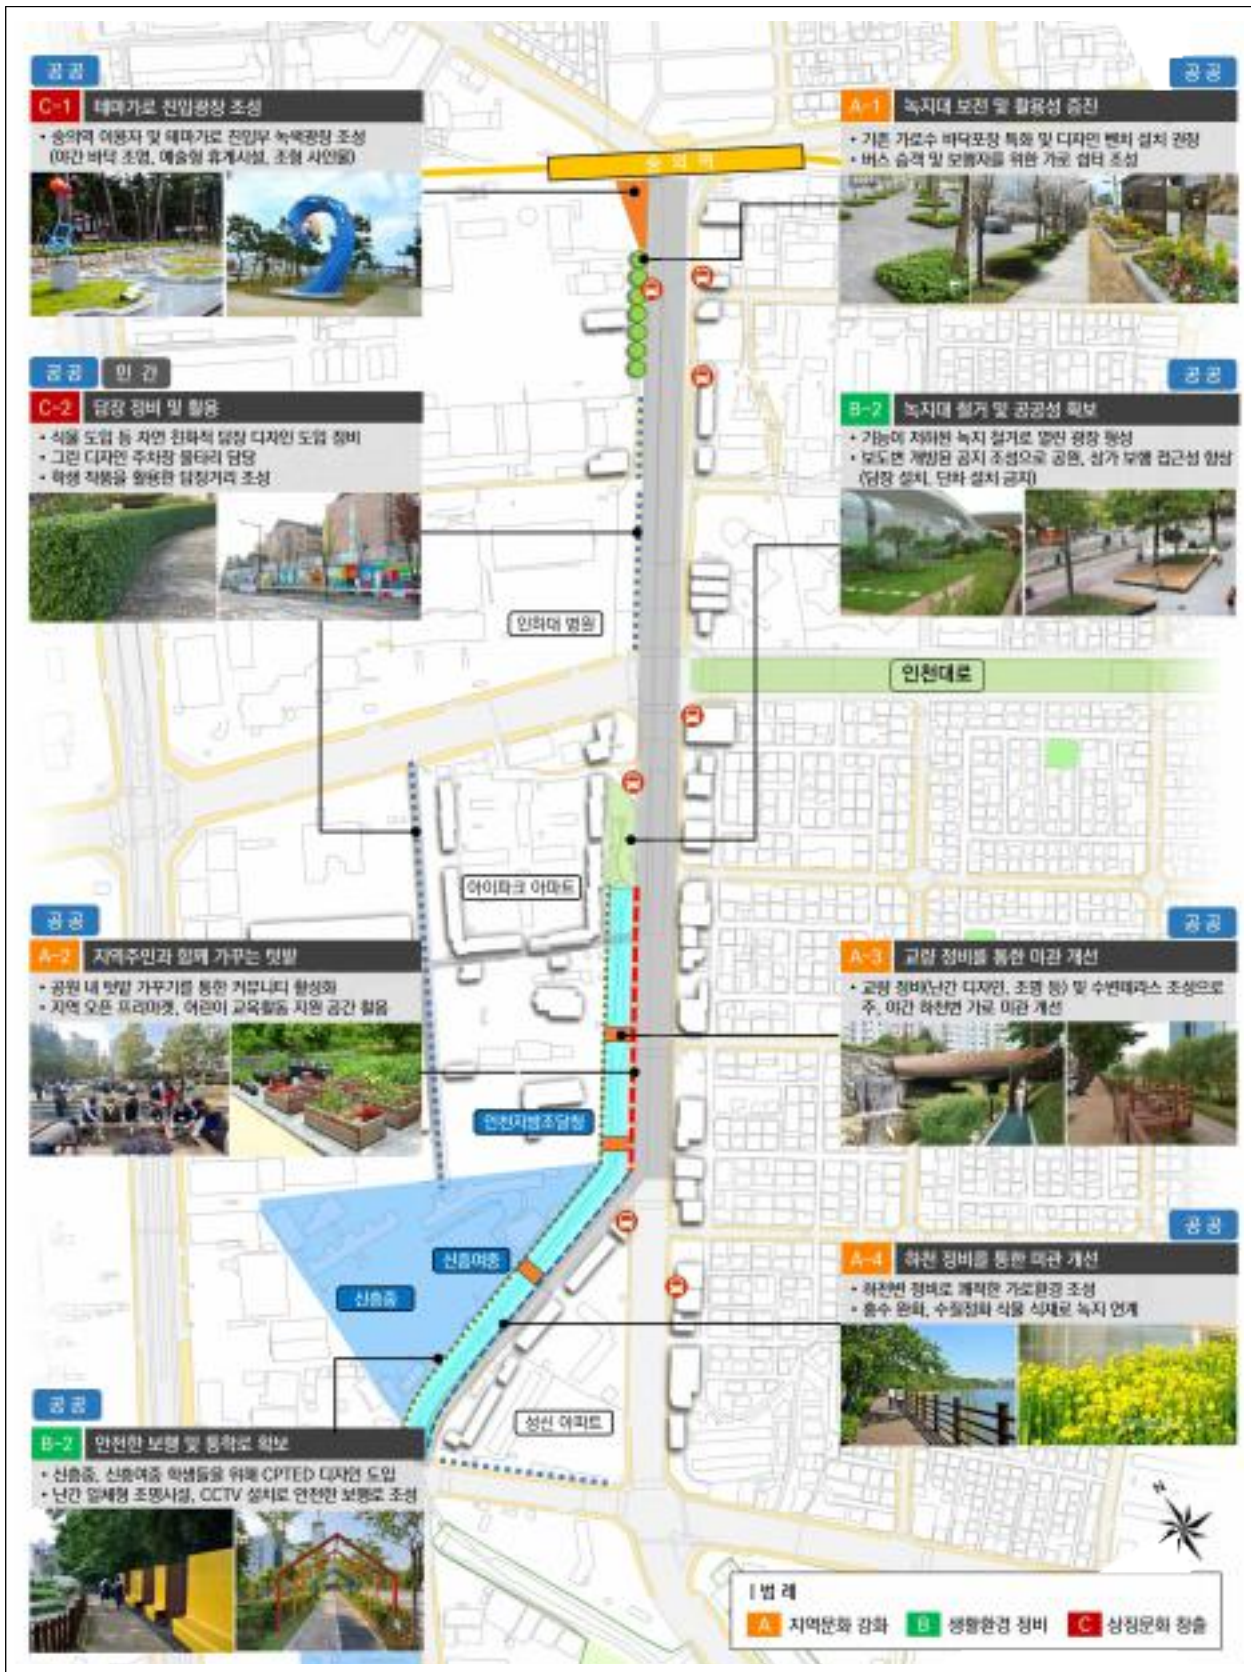 공공
C-1 테마가로 진입광장 조성
• 숭의역 이용자 및 테마가로 진입부 녹색광장 조성
(야간 바닥 조명, 예술형 휴게시설, 조형 사인물)
공공
A-1 녹지대 보전 및 활용성 증진
• 기존 가로수 바닥포장 특화 및 디자인 벤치 설치 권장
• 버스 승객 및 보행자를 위한 가로 쉼터 조성
숭의역
공공 민간
C-2 담장 정비 및 활용
• 식물 도입 등 자연 친화적 담장 디자인 도입 정비
• 그린 디자인 주차장 울타리 담당
• 학생 작품을 활용한 담장거리 조성
공공
B-2 녹지대 철거 및 공공성 확보
• 기능이 저하된 녹지 철거로 열린 광장 형성
• 보도변 개방된 공지 조성으로 공원, 상가 보행 접근성 향상
(담장 설치, 단차 설치 금지)
인하대 병원
인천대로
아이파크 아파트
공공
A-2 지역주민과 함께 가꾸는 텃밭
• 공원 내 텃밭 가꾸기를 통한 커뮤니티 활성화
• 지역 오픈 프리마켓, 어린이 교육활동 지원 공간 활용
공공
A-3 교량 정비를 통한 미관 개선
• 교량 정비(난간 디자인, 조명 등) 및 수변테라스 조성으로
주, 야간 하천변 가로 미관 개선
인천지방조달청
신흥여중
신흥중
공공
A-4 하천 정비를 통한 미관 개선
• 하천변 정비로 쾌적한 가로환경 조성
• 홍수 완화, 수질정화 식물 식재로 녹지 연계
성신 아파트
공공
B-2 안전한 보행 및 통학로 확보
• 신흥중, 신흥여중 학생들을 위해 CPTED 디자인 도입
• 난간 일체형 조명시설, CCTV 설치로 안전한 보행로 조성
N
범례
A 지역문화 강화 B 생활환경 정비 C 상징문화 창출